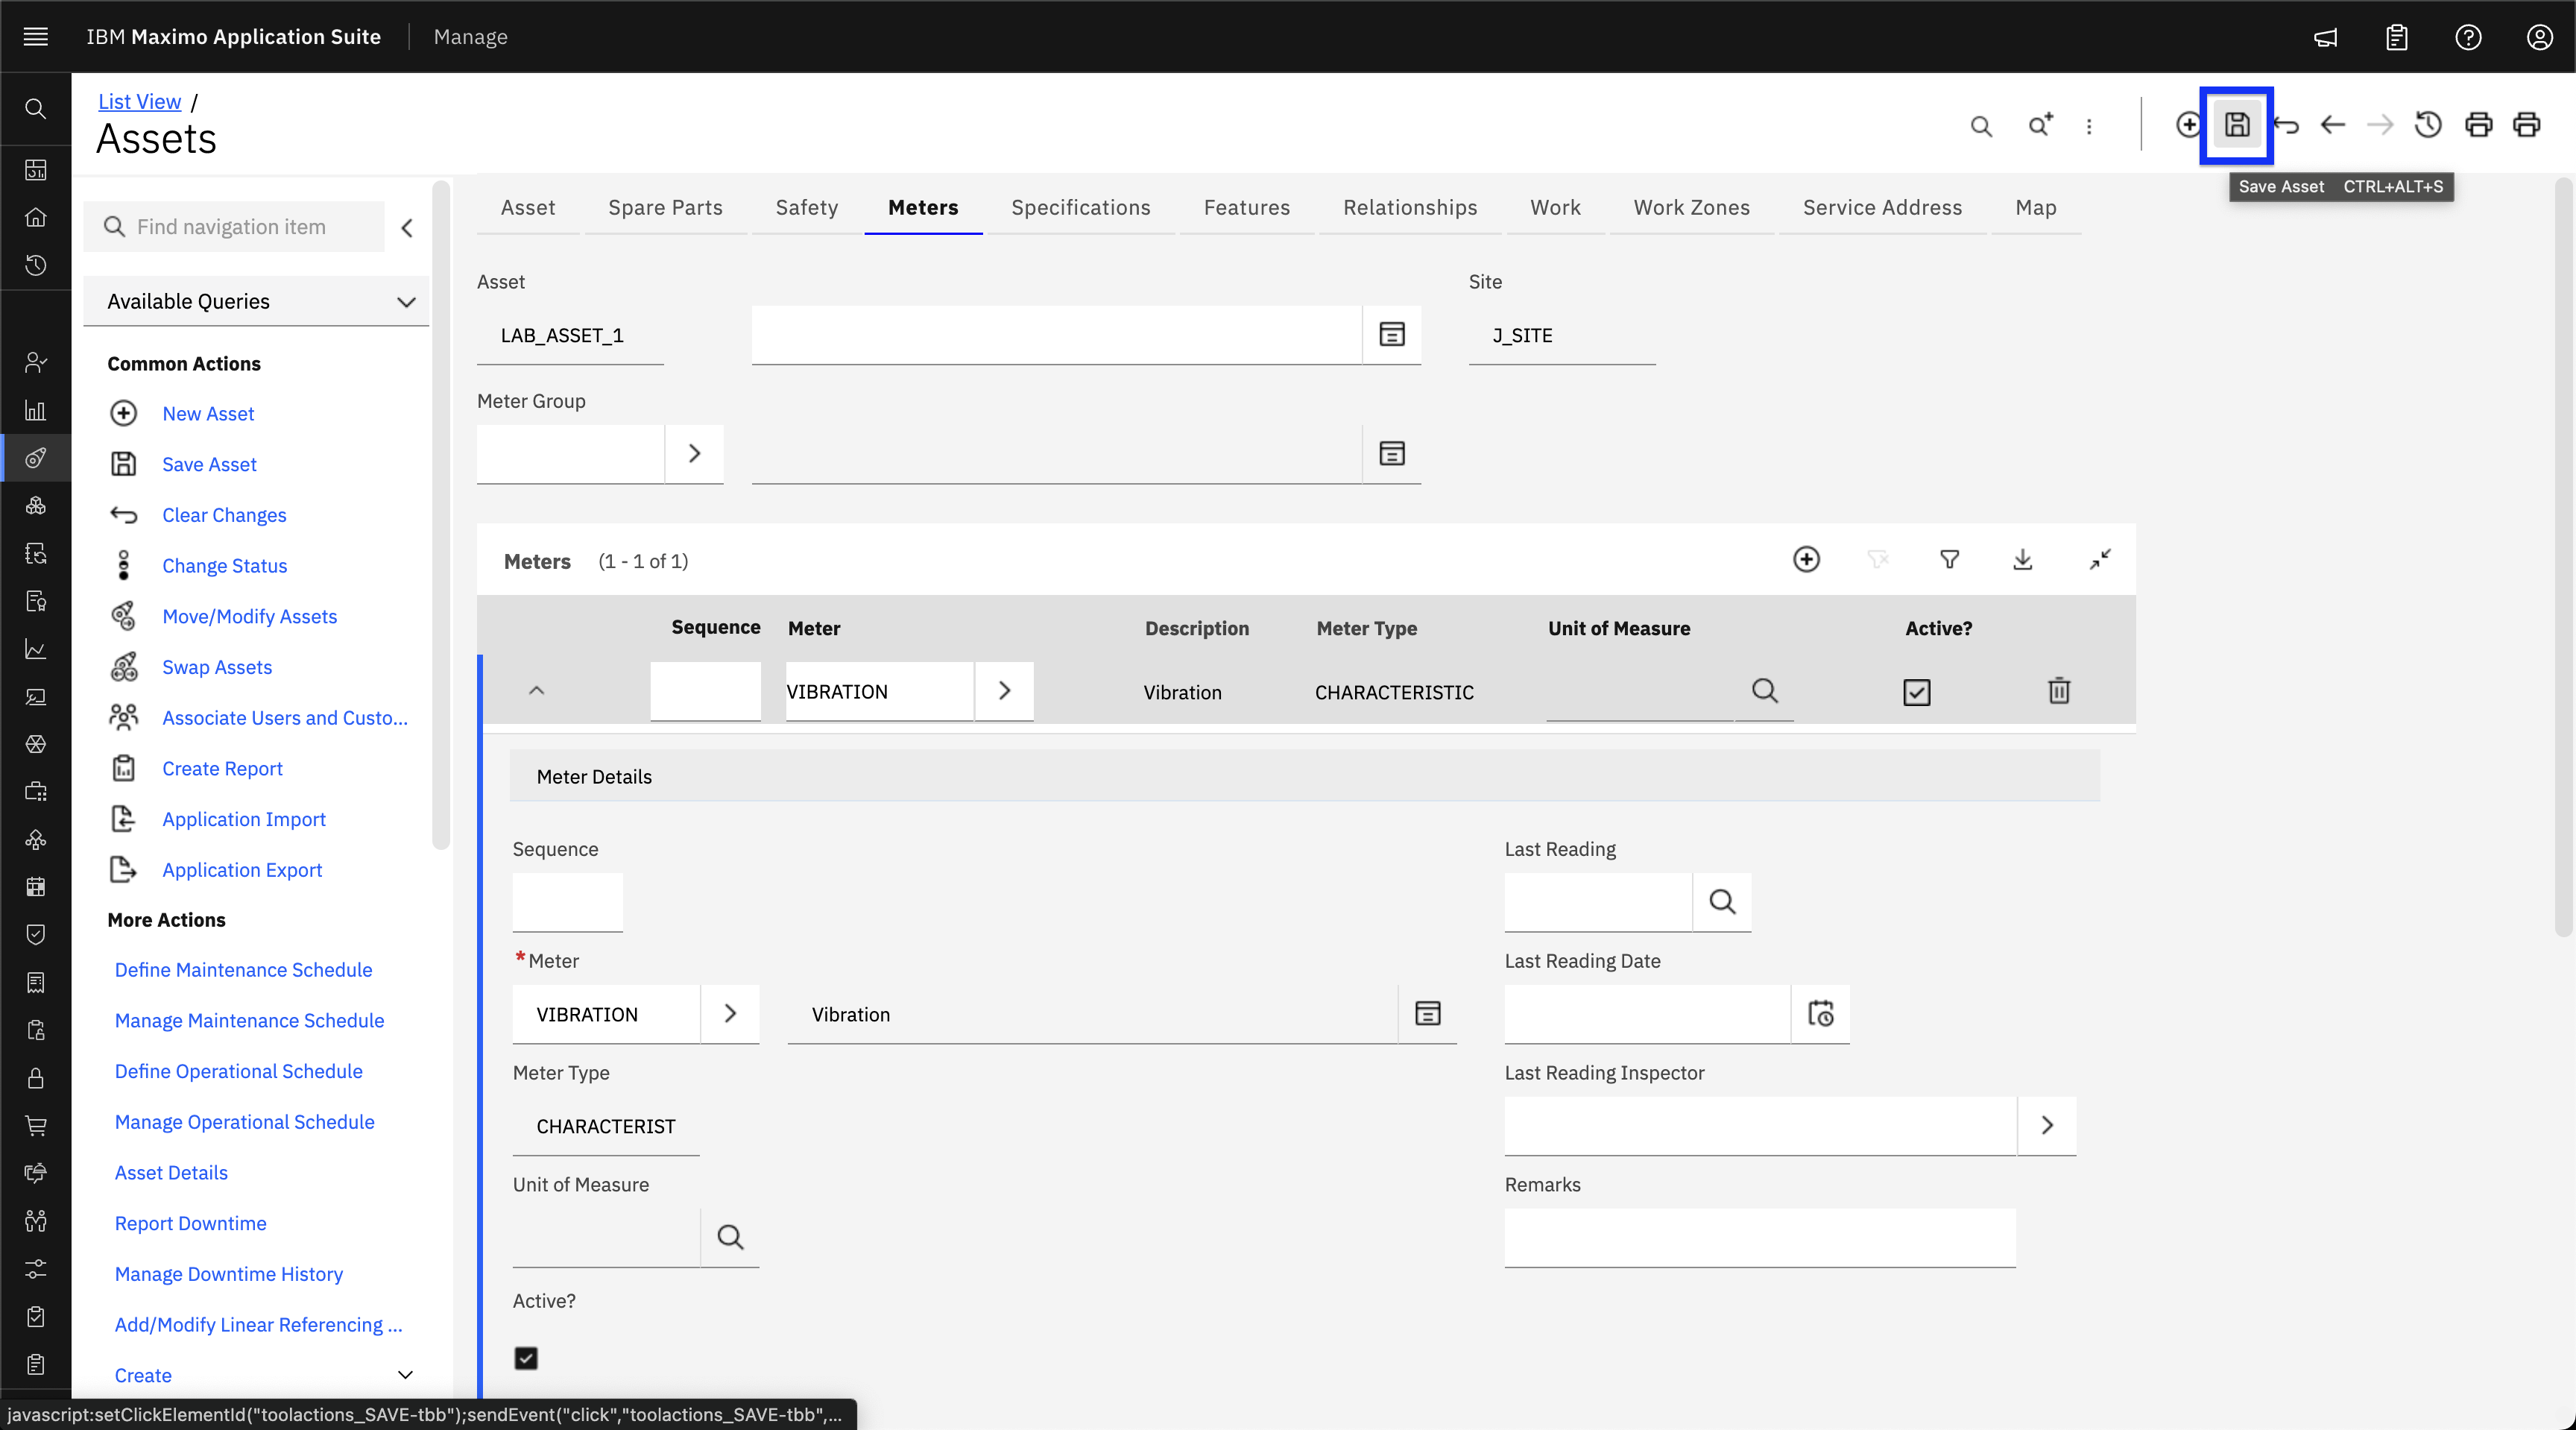 IBM Maximo Application Suite | Manage
List View /
Assets
Save Asset CTRL+ALT+S
Find navigation item
Available Queries
Common Actions
New Asset
Save Asset
Clear Changes
Change Status
Move/Modify Assets
Swap Assets
Associate Users and Custo...
Create Report
Application Import
Application Export
More Actions
Define Maintenance Schedule
Manage Maintenance Schedule
Define Operational Schedule
Manage Operational Schedule
Asset Details
Report Downtime
Manage Downtime History
Add/Modify Linear Referencing ...
Create
Asset Spare Parts Safety Meters Specifications Features Relationships Work Work Zones Service Address Map
Asset Site
LAB_ASSET_1 J_SITE
Meter Group
Meters (1 - 1 of 1)
Sequence Meter Description Meter Type Unit of Measure Active?
VIBRATION Vibration CHARACTERISTIC
Meter Details
Sequence Last Reading
*Meter Last Reading Date
VIBRATION Vibration
Meter Type Last Reading Inspector
CHARACTERIST
Unit of Measure Remarks
Active?
javascript:setClickElementId("toolactions_SAVE-tbb");sendEvent("click","toolactions_SAVE-tbb",...